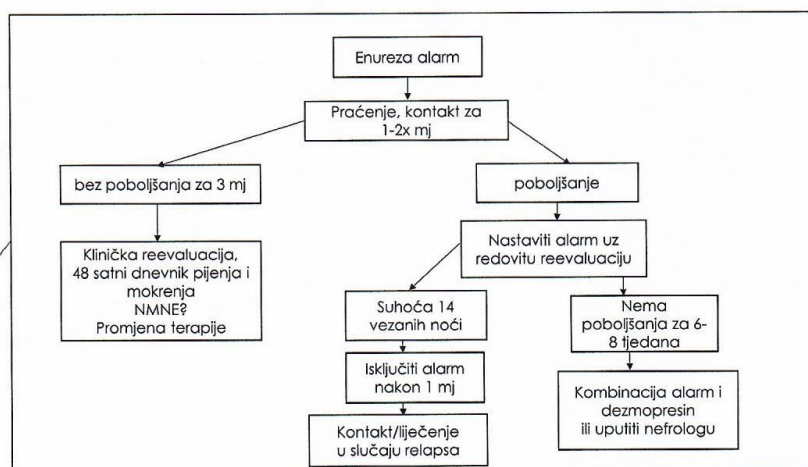 Enureza alarm
Praćenje, kontakt za
1-2x mj
bez poboljšanja za 3 mj
poboljšanje
Klinička reevaluacija,
48 satni dnevnik pijenja i
mokrenja
NMNE?
Promjena terapije
Nastaviti alarm uz
redovitu reevaluaciju
Suhoća 14
vezanih noći
Nema
poboljšanja za 6-
8 tjedana
Isključiti alarm
nakon 1 mj
Kombinacija alarm i
dezmopresin
ili uputiti nefrologu
Kontakt/liječenje
u slučaju relapsa